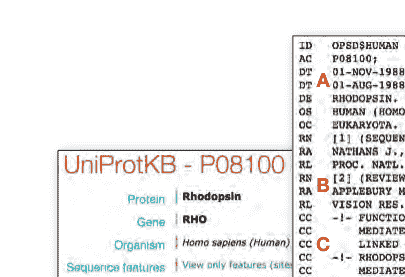 UniProtKB - P08100
Protein Rhodopsin
Gene RHO
Organism Homo sapiens (Human)
Sequence features View only features (site
ID OPSD$HUMAN
AC P08100;
DT 01-NOV-1988
A
DT 01-AUG-1988
DE RHODOPSIN.
OS HUMAN (HOMO
OC EUKARYOTA.
RN [1] (SEQUEN
RA NATHANS J.,
RL PROC. NATL.
RN [2] (REVIEW
B
RA APPLEBURY M
RL VISION RES.
CC -!- FUNCTIO
CC MEDIATE
C
CC LINKED
CC -!- RHODOPS
CC MEDIATE